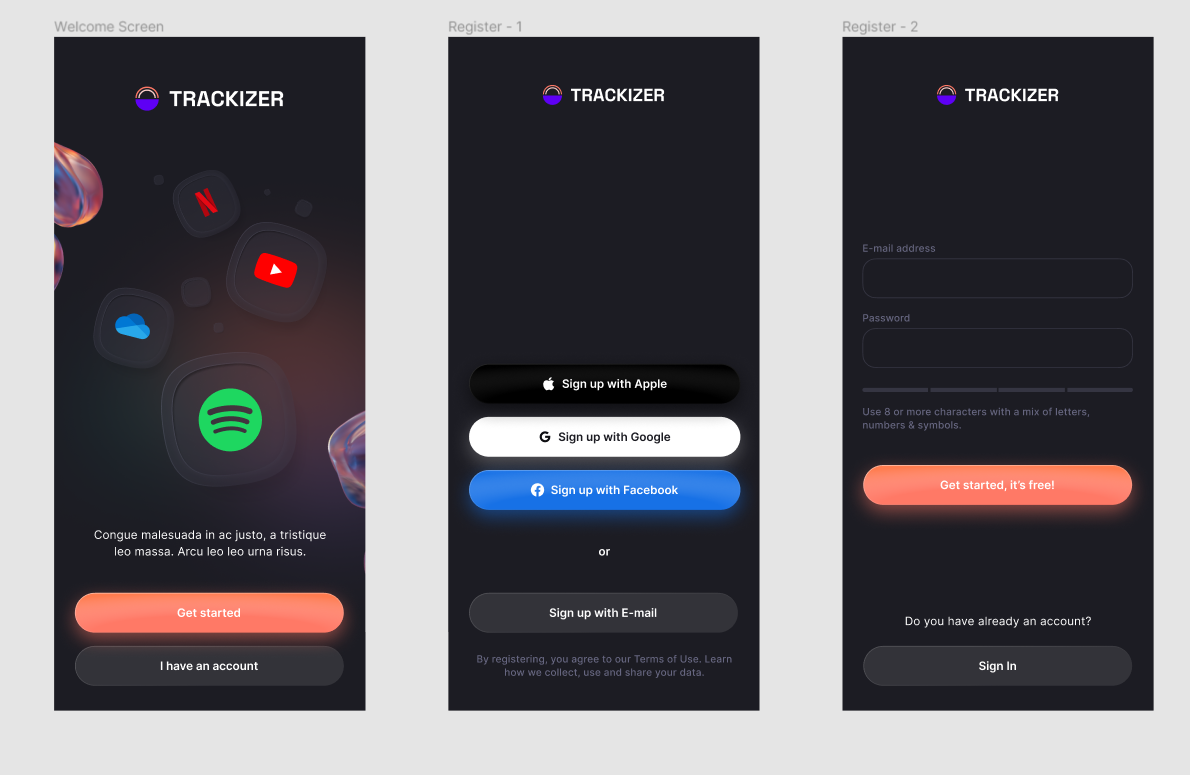 Welcome Screen
TRACKIZER
N
Congue malesuada in ac justo, a tristique
leo massa. Arcu leo leo urna risus.
Get started
I have an account
Register - 1
TRACKIZER
Sign up with Apple
G Sign up with Google
f Sign up with Facebook
or
Sign up with E-mail
By registering, you agree to our Terms of Use. Learn
how we collect, use and share your data.
Register - 2
TRACKIZER
E-mail address
Password
Use 8 or more characters with a mix of letters,
numbers & symbols.
Get started, it’s free!
Do you have already an account?
Sign In